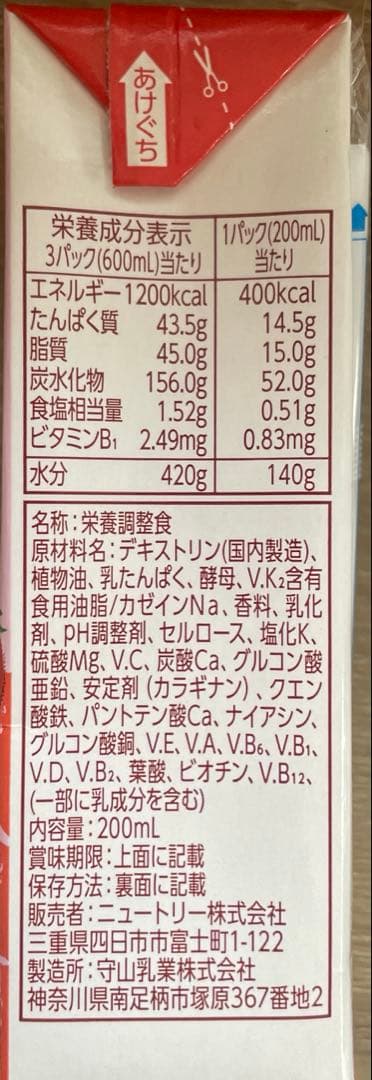 あけぐち
栄養成分表示 1パック(200mL)
3パック(600mL)当たり 当たり
エネルギー 1200kcal 400kcal
たんぱく質 43.5g 14.5g
脂質 45.0g 15.0g
炭水化物 156.0g 52.0g
食塩相当量 1.52g 0.51g
ビタミンB₁ 2.49mg 0.83mg
水分 420g 140g
名称:栄養調整食
原材料名:デキストリン(国内製造)、
植物油、乳たんぱく、酵母、V.K₂含有
食用油脂/カゼインNa、香料、乳化
剤、pH調整剤、セルロース、塩化K、
硫酸Mg、V.C、炭酸Ca、グルコン酸
亜鉛、安定剤(カラギナン)、クエン
酸鉄、パントテン酸Ca、ナイアシン、
グルコン酸銅、V.E、V.A、V.B₆、V.B₁、
V.D、V.B₂、葉酸、ビオチン、V.B₁₂、
(一部に乳成分を含む)
内容量:200mL
賞味期限:上面に記載
保存方法:裏面に記載
販売者:ニュートリー株式会社
三重県四日市市富士町1-122
製造所:守山乳業株式会社
神奈川県南足柄市塚原367番地2